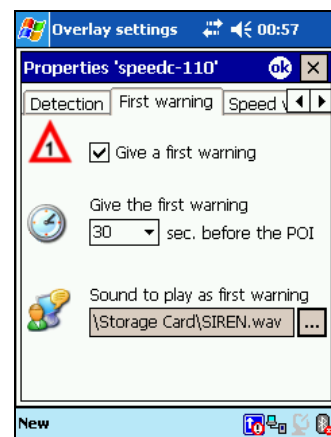 Overlay settings 00:57
Properties 'speedc-110' ok
Detection First warning Speed
1 Give a first warning
Give the first warning
30 sec. before the POI
Sound to play as first warning
\Storage Card\SIREN.wav ...
New